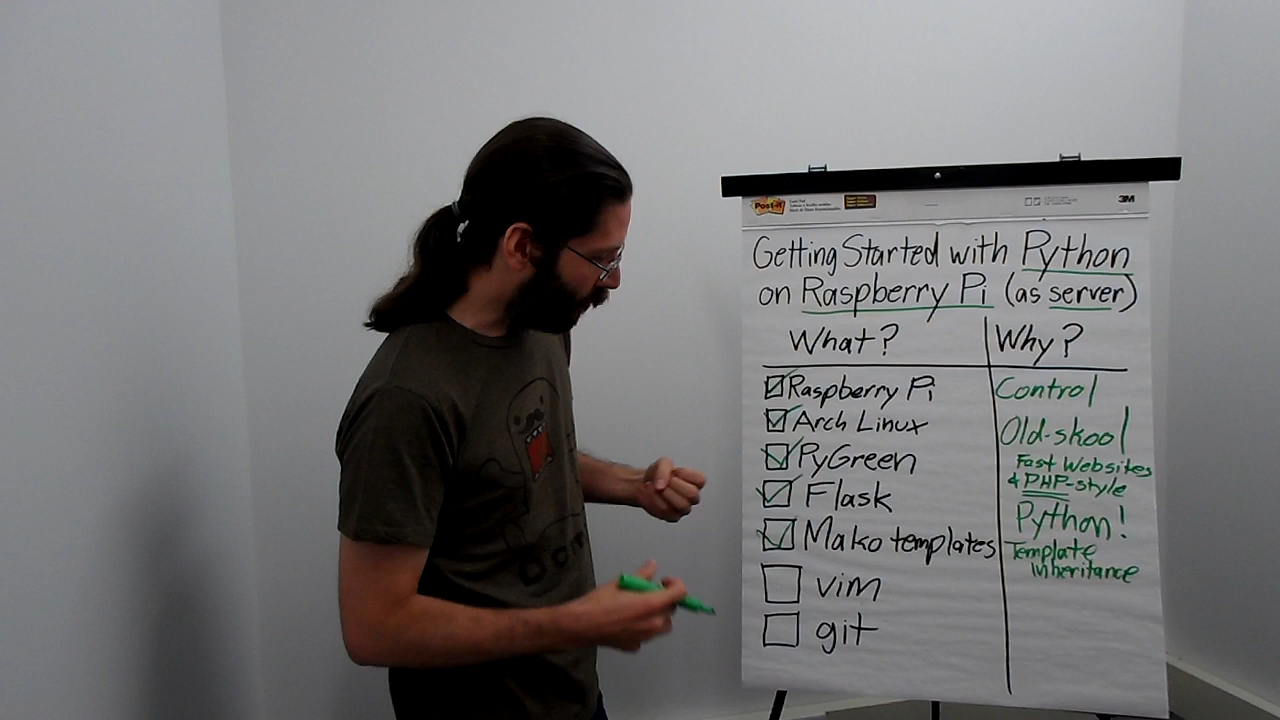 Post-it
3M
Getting Started with Python
on Raspberry Pi (as server)
What? Why?
Raspberry Pi Control
Arch Linux Old-skool
PyGreen Fast Websites
& PHP-style
Flask Python!
Mako templates Template
Inheritance
vim
git